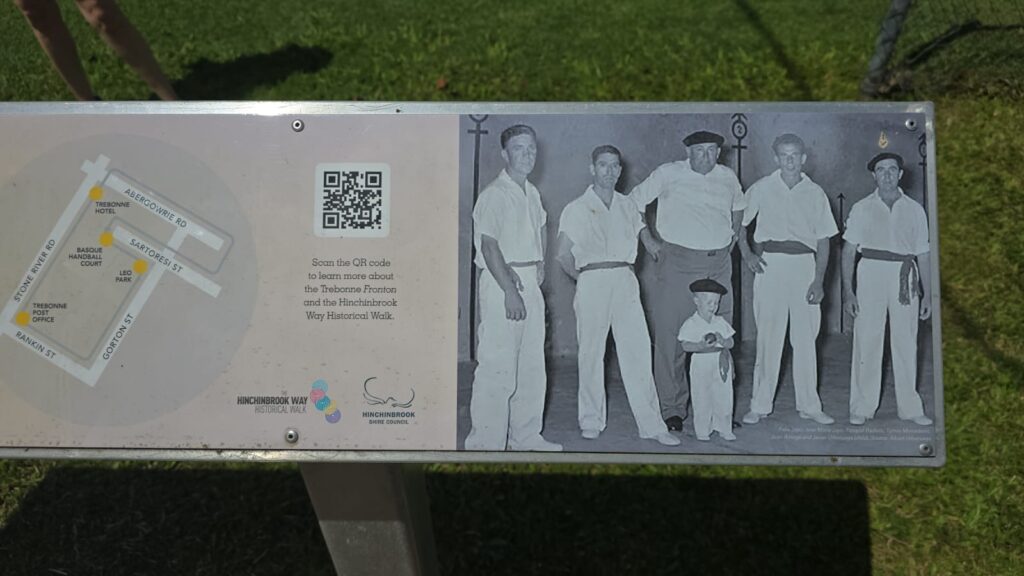 ABERGOWRIE RD
TREBONNE
HOTEL
SARTORESI ST
BASQUE
HANDBALL
COURT
LEO
PARK
STONE RIVER RD
TREBONNE
POST
OFFICE
GORTON ST
RANKIN ST
Scan the QR code
to learn more about
the Trebonne Fronton
and the Hinchinbrook
Way Historical Walk.
THE
HINCHINBROOK WAY
HISTORICAL WALK
HINCHINBROOK
SHIRE COUNCIL